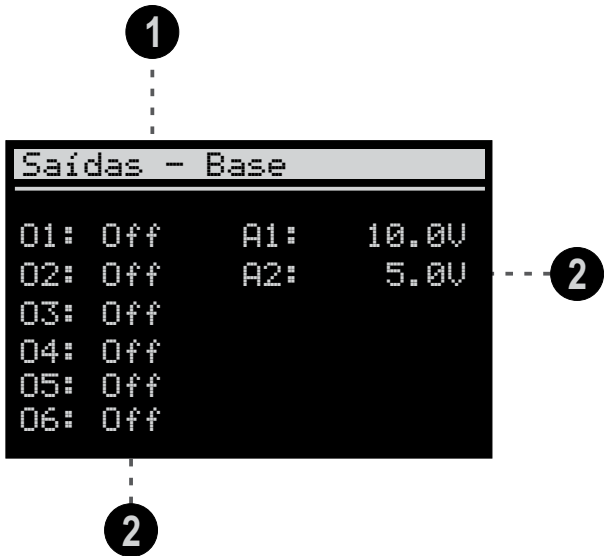 1
Saídas - Base
O1: Off A1: 10.0V
O2: Off A2: 5.0V
2
O3: Off
O4: Off
O5: Off
O6: Off
2